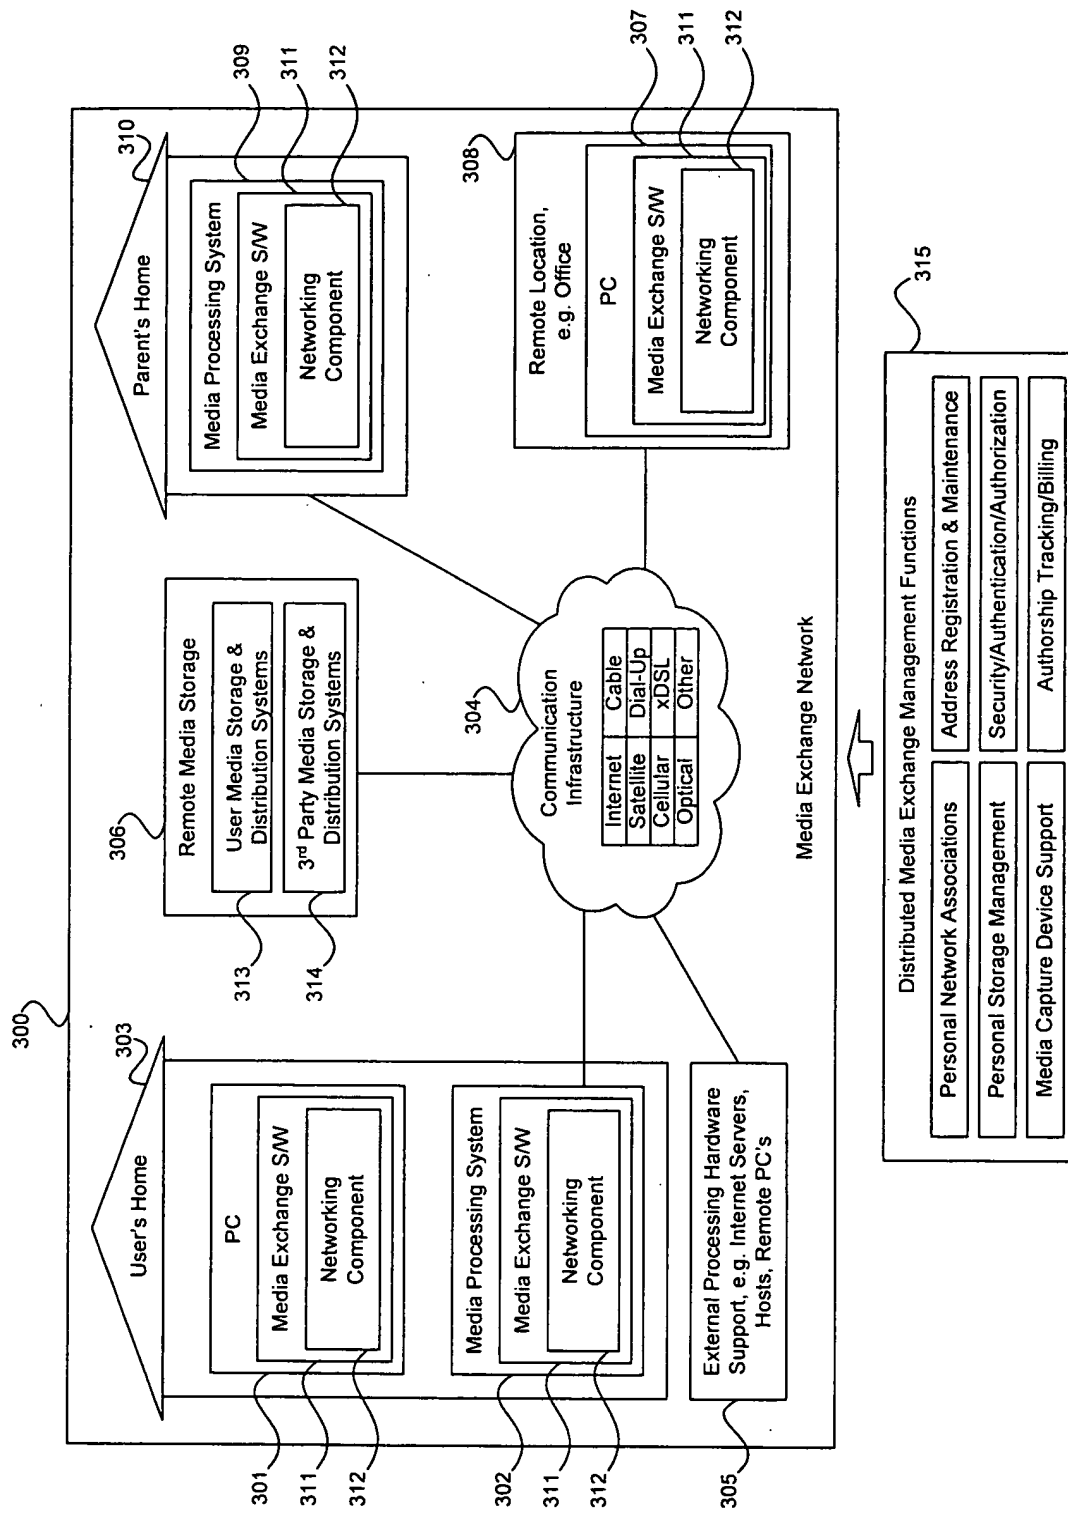 300
303
User's Home
301
PC
Media Exchange S/W
Networking
Component
311
312
302
Media Processing System
Media Exchange S/W
Networking
Component
311
312
305
External Processing Hardware
Support, e.g. Internet Servers,
Hosts, Remote PC's
306
Remote Media Storage
User Media Storage &
Distribution Systems
3rd Party Media Storage &
Distribution Systems
313
314
304
Communication
Infrastructure
Internet Cable
Satellite Dial-Up
Cellular xDSL
Optical Other
310
Parent's Home
309
311
312
Media Processing System
Media Exchange S/W
Networking
Component
308
Remote Location,
e.g. Office
307
311
312
PC
Media Exchange S/W
Networking
Component
Media Exchange Network
315
Distributed Media Exchange Management Functions
Personal Network Associations Address Registration & Maintenance
Personal Storage Management Security/Authentication/Authorization
Media Capture Device Support Authorship Tracking/Billing